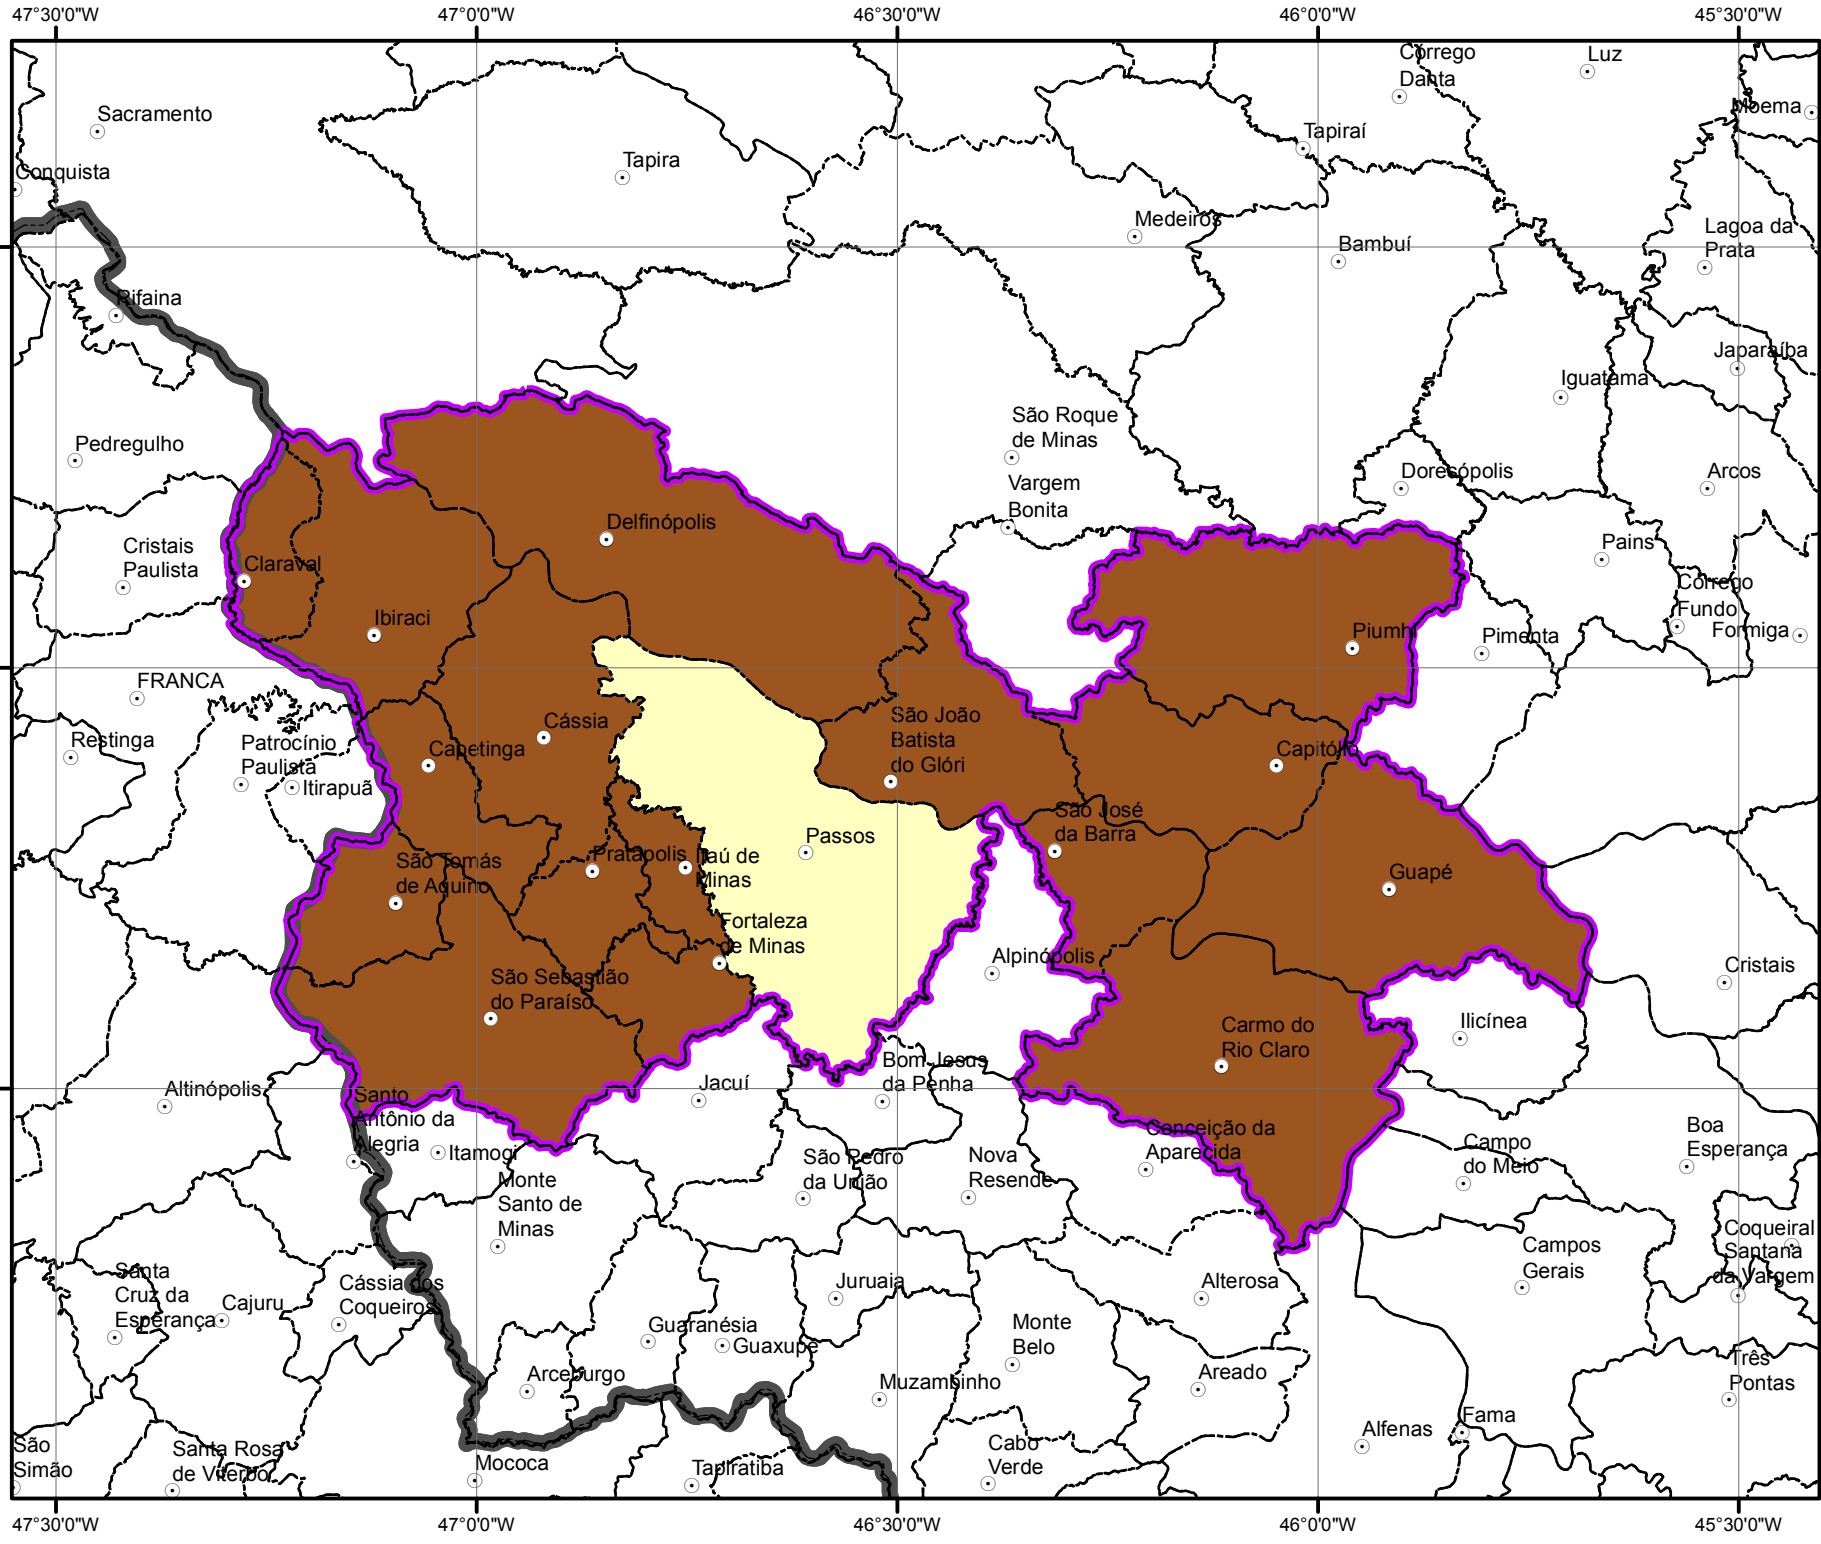 47°30'0"W
47°0'0"W
46°30'0"W
46°0'0"W
45°30'0"W
Córrego
Danta
Luz
Moema
Sacramento
Tapiraí
Tapira
Conquista
Medeiros
Bambuí
Lagoa da
Prata
Rifaina
Japaraíba
Iguatama
São Roque
de Minas
Pedregulho
Doresópolis
Arcos
Vargem
Bonita
Delfinópolis
Cristais
Paulista
Claraval
Pains
Córrego
Fundo
Formiga
Ibiraci
Piumhi
Pimenta
FRANCA
Restinga
Patrocínio
Paulista
Itirapuã
Capetinga
Cássia
São João
Batista
do Glóri
Capitólio
São José
da Barra
Passos
São Tomás
de Aquino
Pratápolis
Itaú de
Minas
Guapé
Fortaleza
de Minas
Alpinópolis
Cristais
São Sebastião
do Paraíso
Carmo do
Rio Claro
Ilicínea
Bom Jesus
da Penha
Jacuí
Altinópolis
Santo
Antônio da
Alegria
Itamogi
Conceição da
Aparecida
Campo
do Meio
Boa
Esperança
São Pedro
da União
Nova
Resende
Monte
Santo de
Minas
Coqueiral
Santana
da Vargem
Campos
Gerais
Santa
Cruz da
Esperança
Cajuru
Cássia dos
Coqueiros
Juruaia
Alterosa
Guaranésia
Guaxupé
Monte
Belo
Arceburgo
Muzambinho
Areado
Três
Pontas
Fama
Alfenas
São
Simão
Santa Rosa
de Viterbo
Mococa
Tapiratiba
Cabo
Verde
47°30'0"W
47°0'0"W
46°30'0"W
46°0'0"W
45°30'0"W